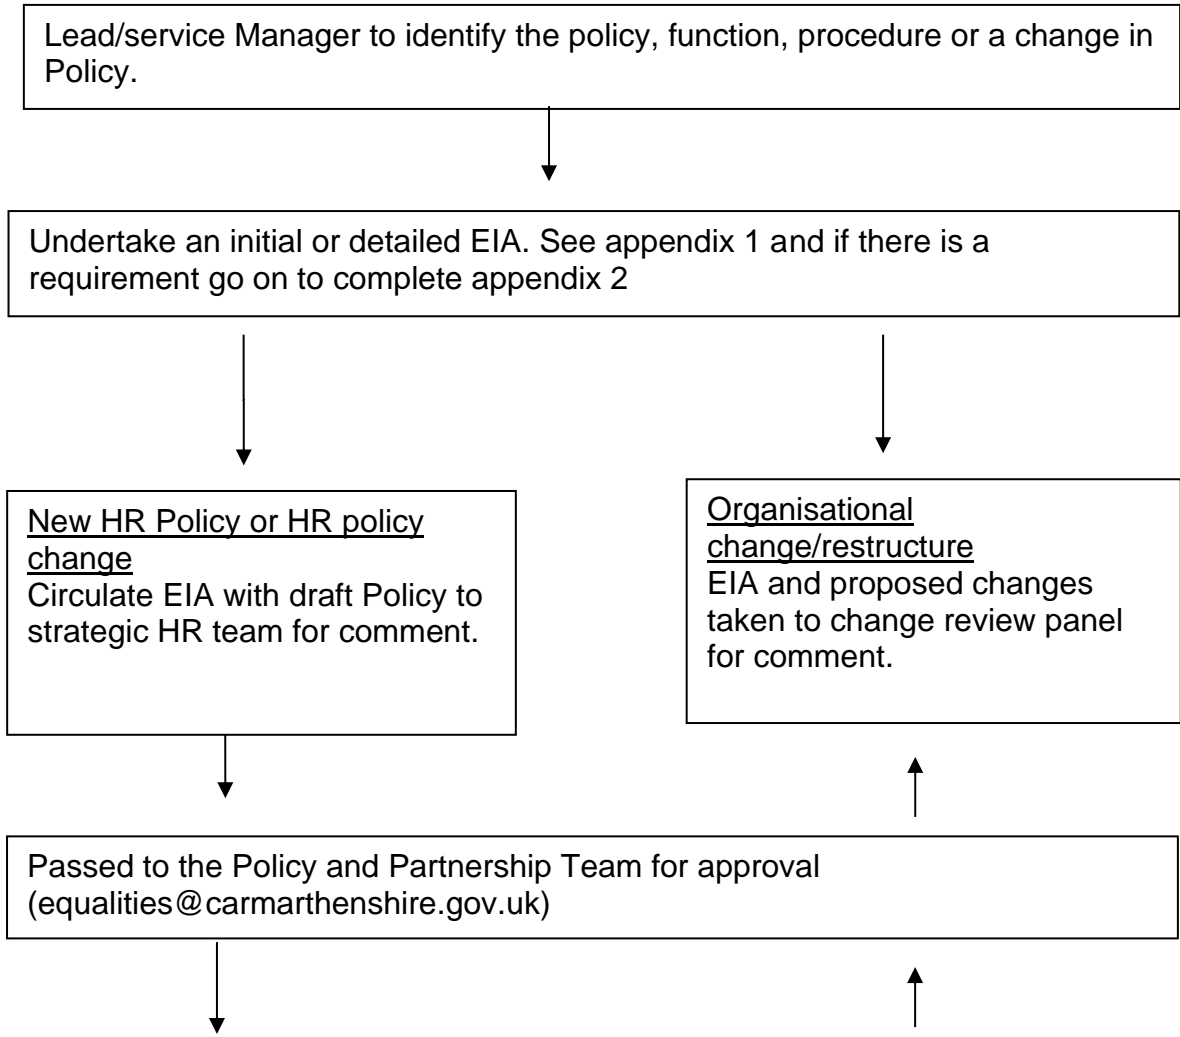 Lead/service Manager to identify the policy, function, procedure or a change in
Policy.
Undertake an initial or detailed EIA. See appendix 1 and if there is a
requirement go on to complete appendix 2
New HR Policy or HR policy
change
Circulate EIA with draft Policy to
strategic HR team for comment.
Organisational
change/restructure
EIA and proposed changes
taken to change review panel
for comment.
Passed to the Policy and Partnership Team for approval
(equalities@carmarthenshire.gov.uk)